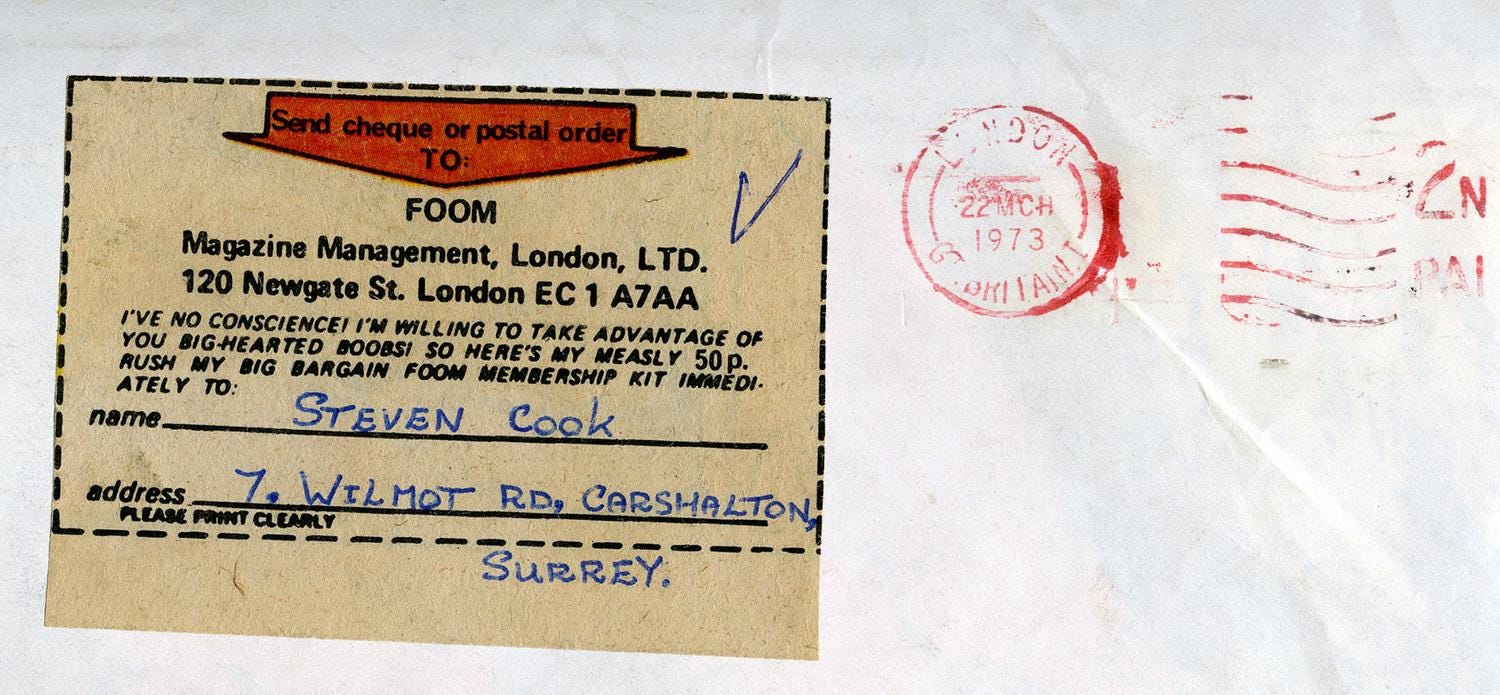 Send cheque or postal order
TO:
FOOM
Magazine Management, London, LTD.
120 Newgate St. London EC 1 A7AA
I'VE NO CONSCIENCE! I'M WILLING TO TAKE ADVANTAGE OF
YOU BIG-HEARTED BOOBS! SO HERE'S MY MEASLY 50p.
RUSH MY BIG BARGAIN FOOM MEMBERSHIP KIT IMMEDI-
ATELY TO:
name STEVEN Cook
address 7. WILMOT RD, CARSHALTON,
PLEASE PRINT CLEARLY
SURREY.
LONDON
22 MCH
1973
G. BRITAIN 1
2N
PAI